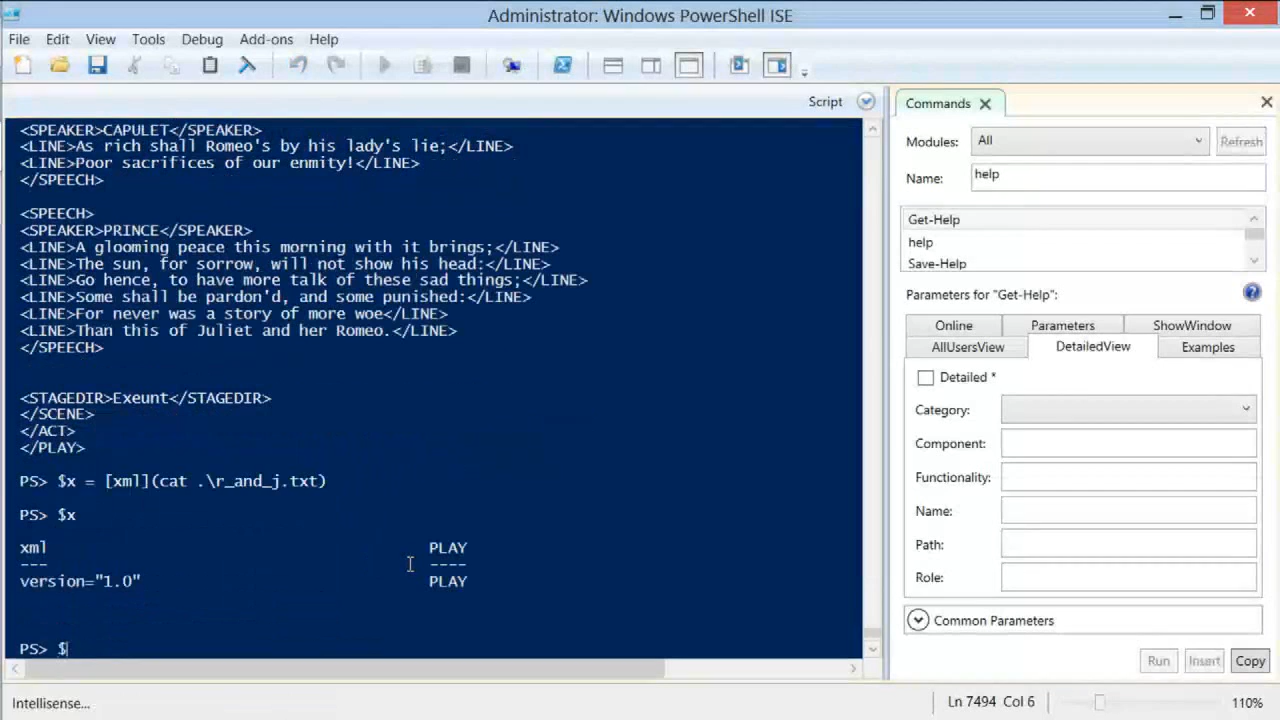 Administrator: Windows PowerShell ISE
File Edit View Tools Debug Add-ons Help
Script
<SPEAKER>CAPULET</SPEAKER>
<LINE>As rich shall Romeo's by his lady's lie;</LINE>
<LINE>Poor sacrifices of our enmity!</LINE>
</SPEECH>
<SPEECH>
<SPEAKER>PRINCE</SPEAKER>
<LINE>A glooming peace this morning with it brings;</LINE>
<LINE>The sun, for sorrow, will not show his head:</LINE>
<LINE>Go hence, to have more talk of these sad things;</LINE>
<LINE>Some shall be pardon'd, and some punished:</LINE>
<LINE>For never was a story of more woe</LINE>
<LINE>Than this of Juliet and her Romeo.</LINE>
</SPEECH>
<STAGEDIR>Exeunt</STAGEDIR>
</SCENE>
</ACT>
</PLAY>
PS> $x = [xml](cat .\r_and_j.txt)
PS> $x
xml PLAY
--- ----
version="1.0" PLAY
PS> $
Commands
Modules: All Refresh
Name: help
Get-Help
help
Save-Help
Parameters for "Get-Help":
Online Parameters ShowWindow
AllUsersView DetailedView Examples
Detailed *
Category:
Component:
Functionality:
Name:
Path:
Role:
Common Parameters
Run Insert Copy
Intellisense... Ln 7494 Col 6 110%